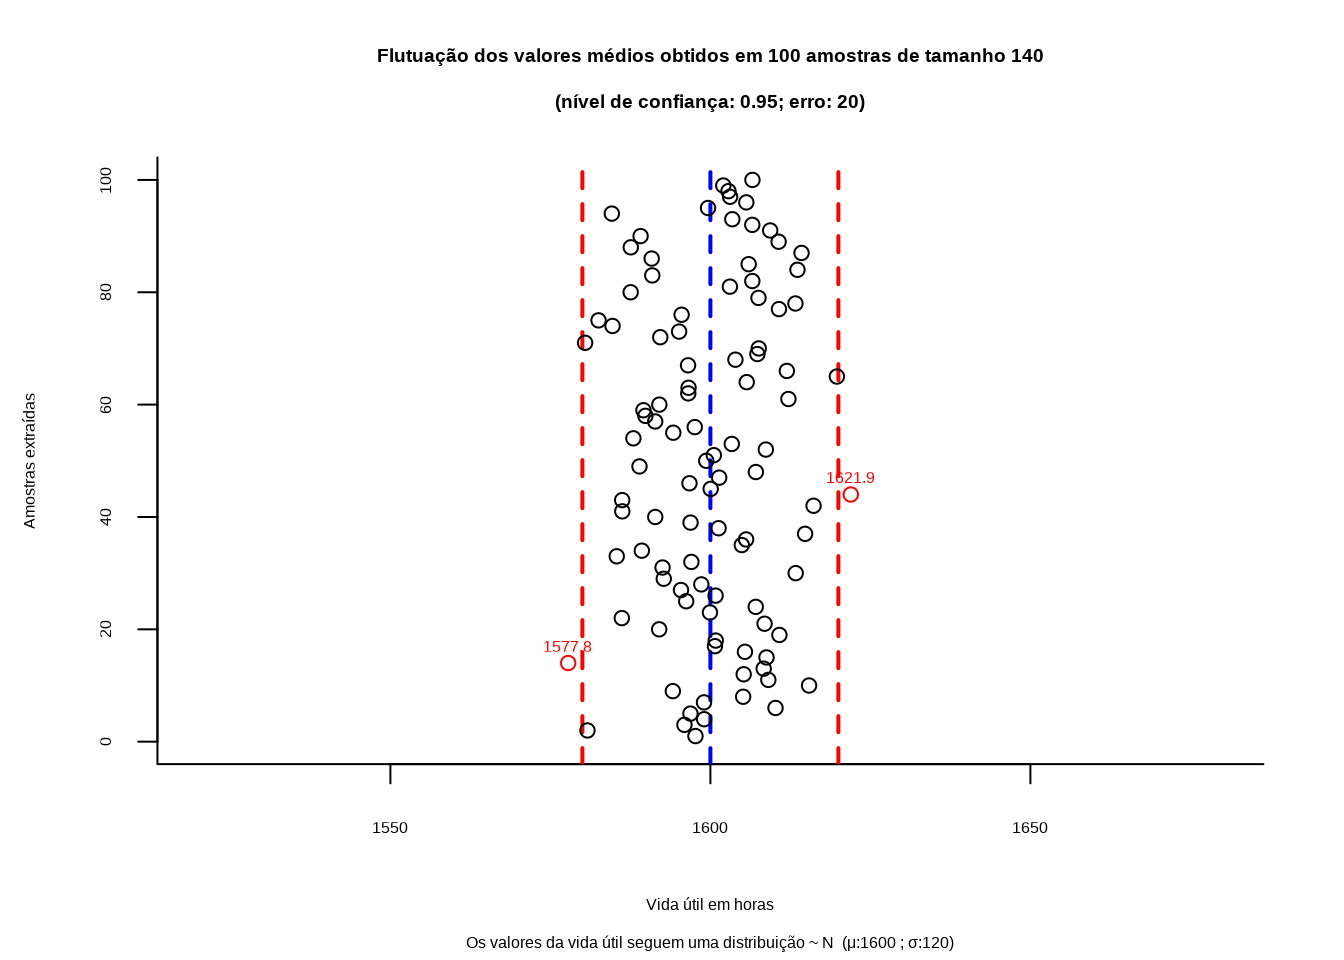 Flutuação dos valores médios obtidos em 100 amostras de tamanho 140
(nível de confiança: 0.95; erro: 20)
Amostras extraídas
100
80
60
40
20
0
1621.9
1577.8
1550
1600
1650
Vida útil em horas
Os valores da vida útil seguem uma distribuição ~ N (μ:1600 ; σ:120)